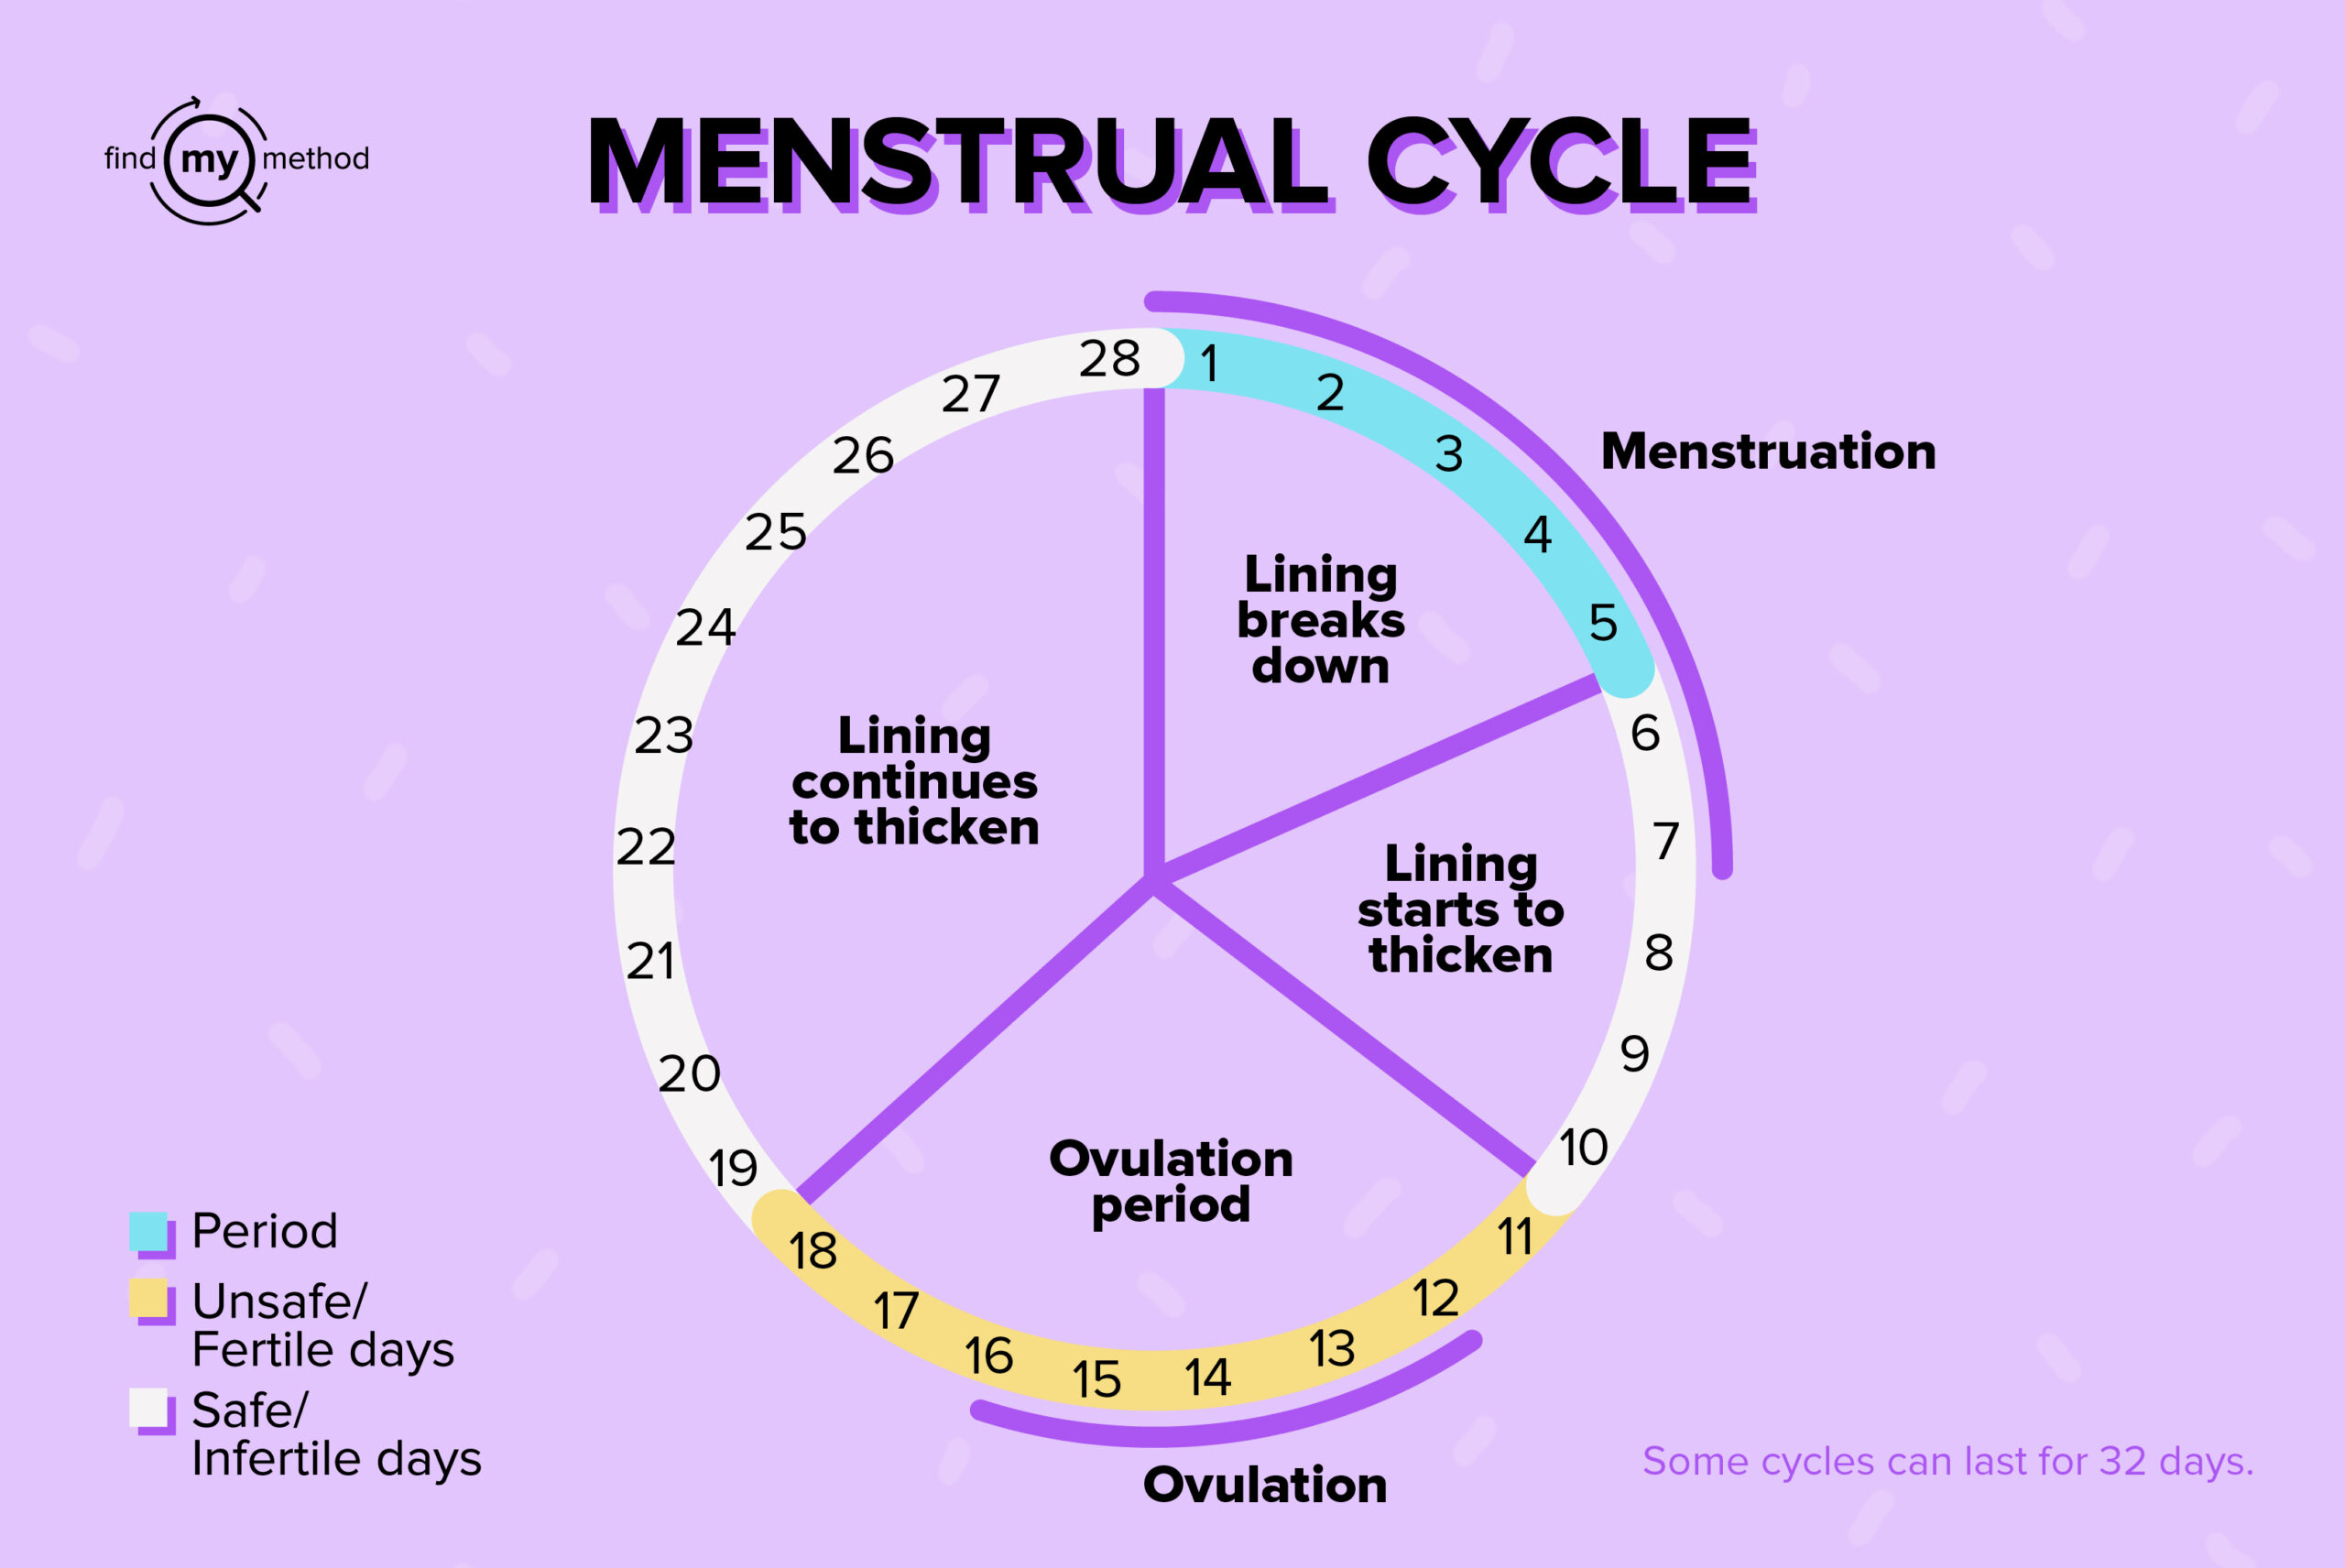 find my method
MENSTRUAL CYCLE
28
1
2
3
4
5
6
7
8
9
10
11
12
13
14
15
16
17
18
19
20
21
22
23
24
25
26
27
Menstruation
Lining
breaks
down
Lining
starts to
thicken
Ovulation
period
Lining
continues
to thicken
Ovulation
Period
Unsafe/
Fertile days
Safe/
Infertile days
Some cycles can last for 32 days.